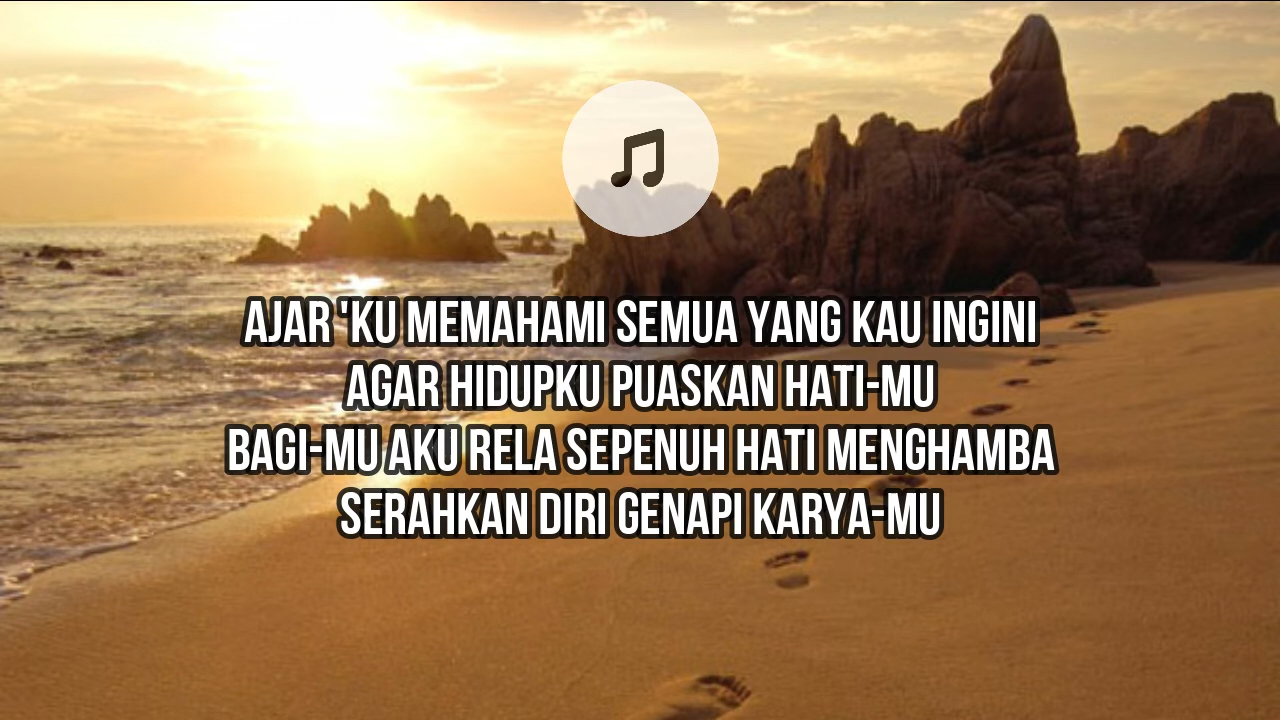 AJAR 'KU MEMAHAMI SEMUA YANG KAU INGINI
AGAR HIDUPKU PUASKAN HATI-MU
BAGI-MU AKU RELA SEPENUH HATI MENGHAMBA
SERAHKAN DIRI GENAPI KARYA-MU